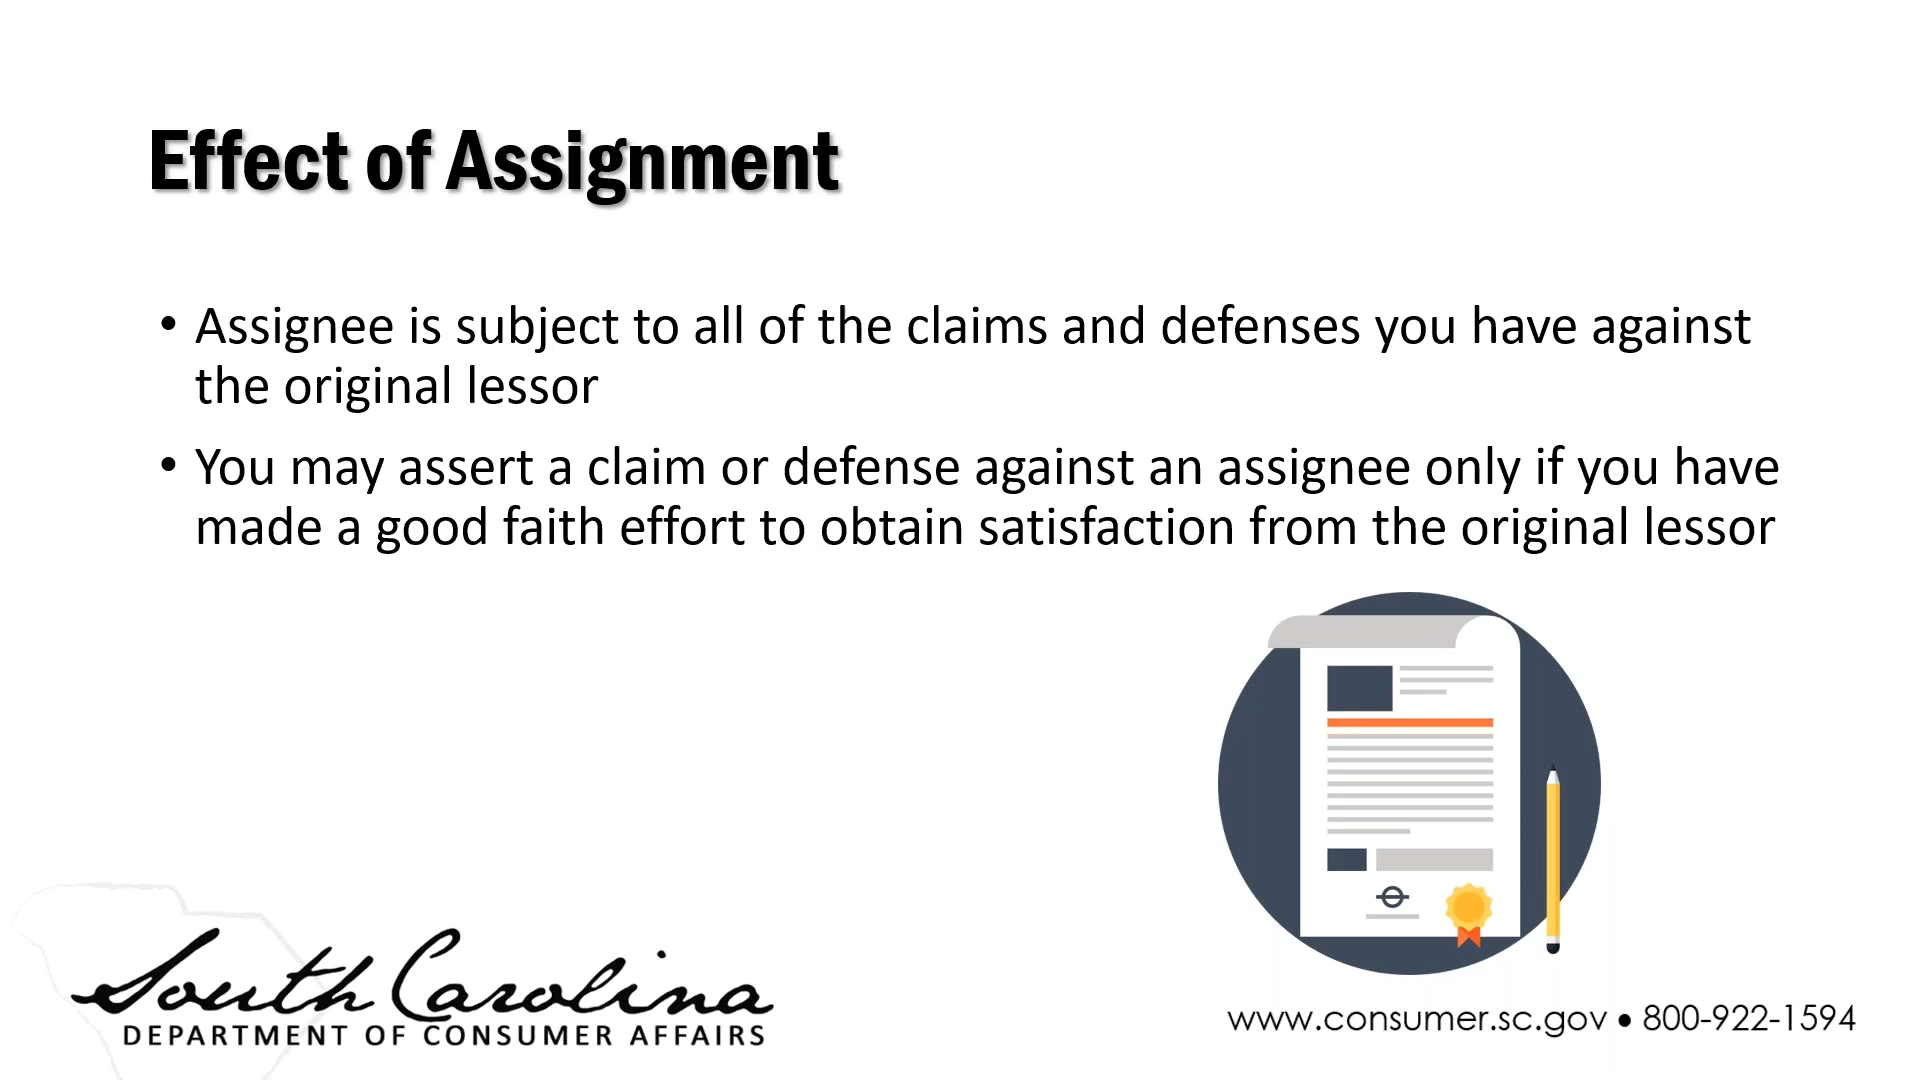 Effect of Assignment
• Assignee is subject to all of the claims and defenses you have against
the original lessor
• You may assert a claim or defense against an assignee only if you have
made a good faith effort to obtain satisfaction from the original lessor
South Carolina
DEPARTMENT OF CONSUMER AFFAIRS
www.consumer.sc.gov • 800-922-1594